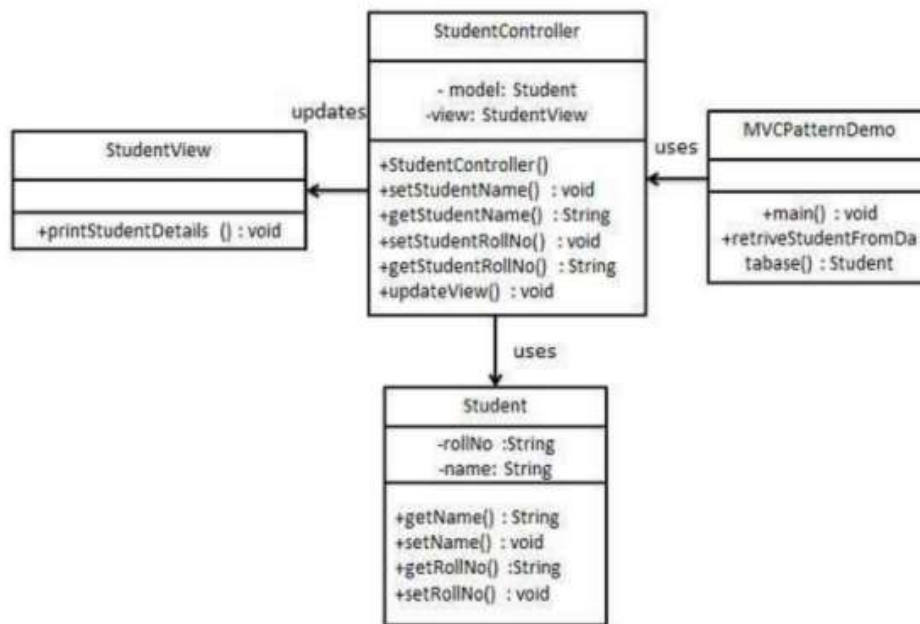 StudentController
- model: Student
-view: StudentView
+StudentController()
+setStudentName() : void
+getStudentName() : String
+setStudentRollNo() : void
+getStudentRollNo() : String
+updateView() : void
updates
StudentView
+printStudentDetails () : void
uses
MVCPatternDemo
+main() : void
+retriveStudentFromDa
tabase() : Student
uses
Student
-rollNo :String
-name: String
+getName() : String
+setName() : void
+getRollNo() :String
+setRollNo() : void